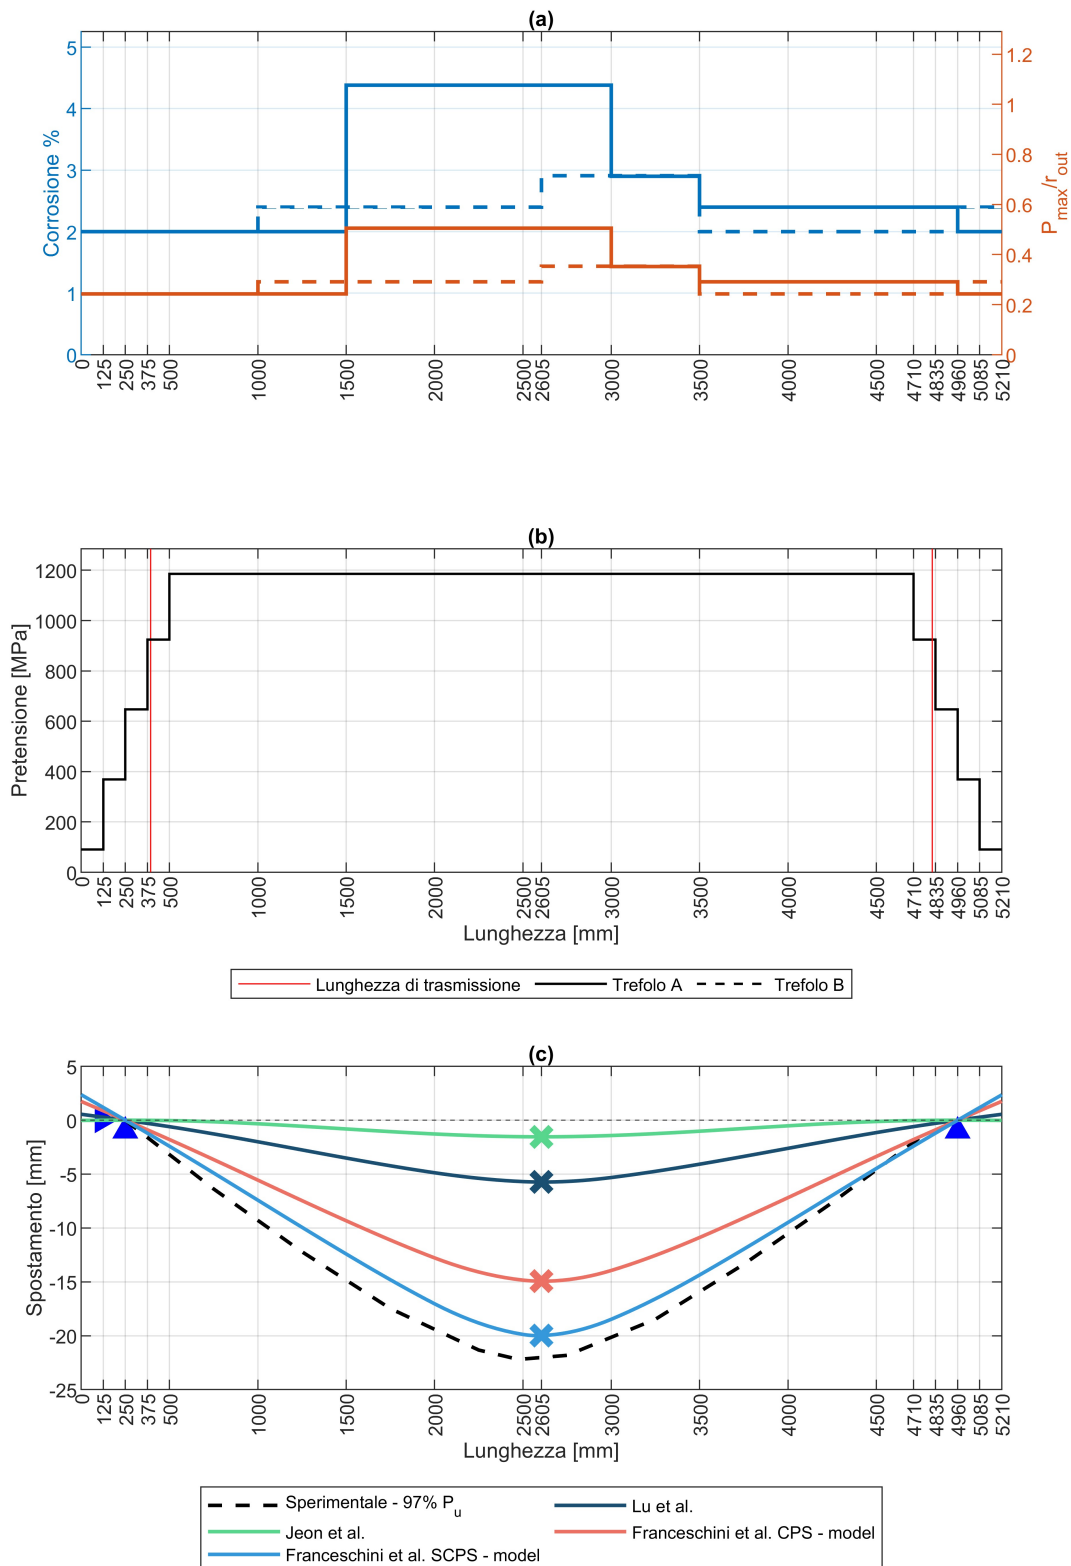 (a)
5
4
3
2
1
0
Corrosione %
1.2
1
0.8
0.6
0.4
0.2
0
Pmax/rout
0 125 250 375 500 1000 1500 2000 2500 2605 3000 3500 4000 4500 4710 4835 4960 5085 5210
(b)
1200
1000
800
600
400
200
0
Pretensione [MPa]
0 125 250 375 500 1000 1500 2000 2500 2605 3000 3500 4000 4500 4710 4835 4960 5085 5210
Lunghezza [mm]
Lunghezza di trasmissione Trefolo A Trefolo B
(c)
5
0
-5
-10
-15
-20
-25
Spostamento [mm]
0 125 250 375 500 1000 1500 2000 2500 2605 3000 3500 4000 4500 4710 4835 4960 5085 5210
Lunghezza [mm]
Sperimentale - 97% Pu
Lu et al.
Jeon et al.
Franceschini et al. CPS - model
Franceschini et al. SCPS - model